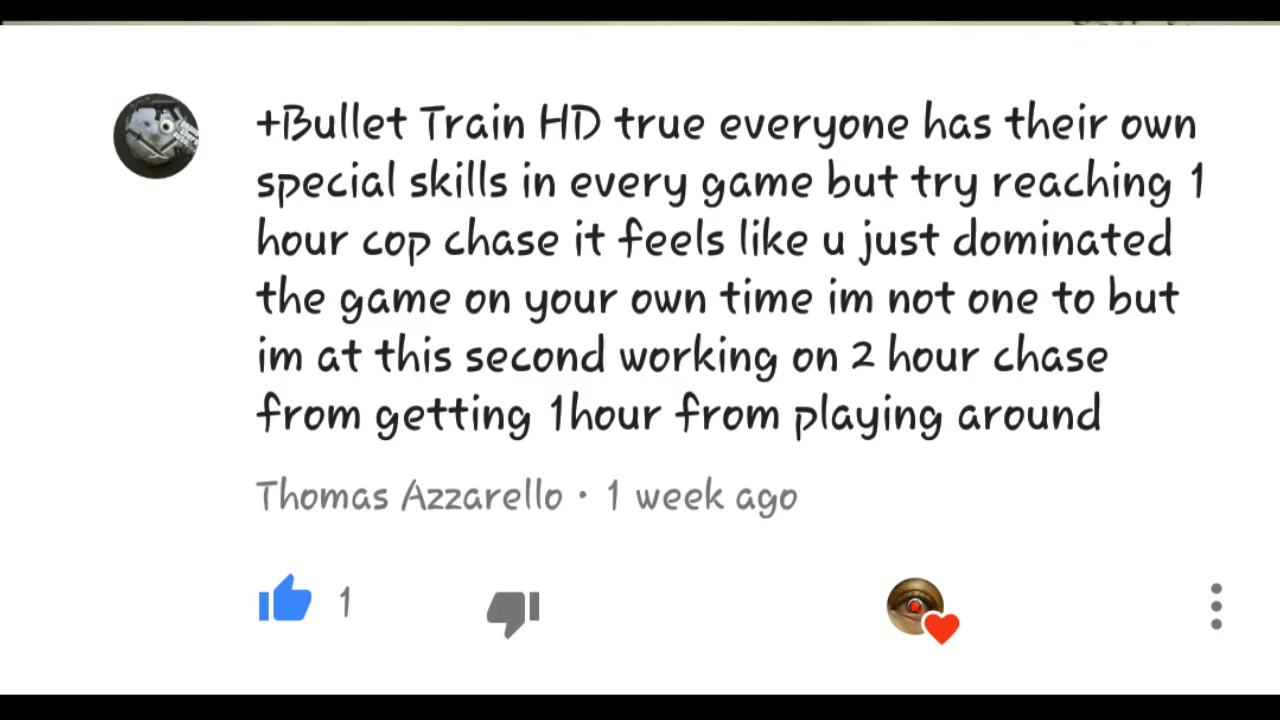 +Bullet Train HD true everyone has their own
special skills in every game but try reaching 1
hour cop chase it feels like u just dominated
the game on your own time im not one to but
im at this second working on 2 hour chase
from getting 1hour from playing around
Thomas Azzarello · 1 week ago
1